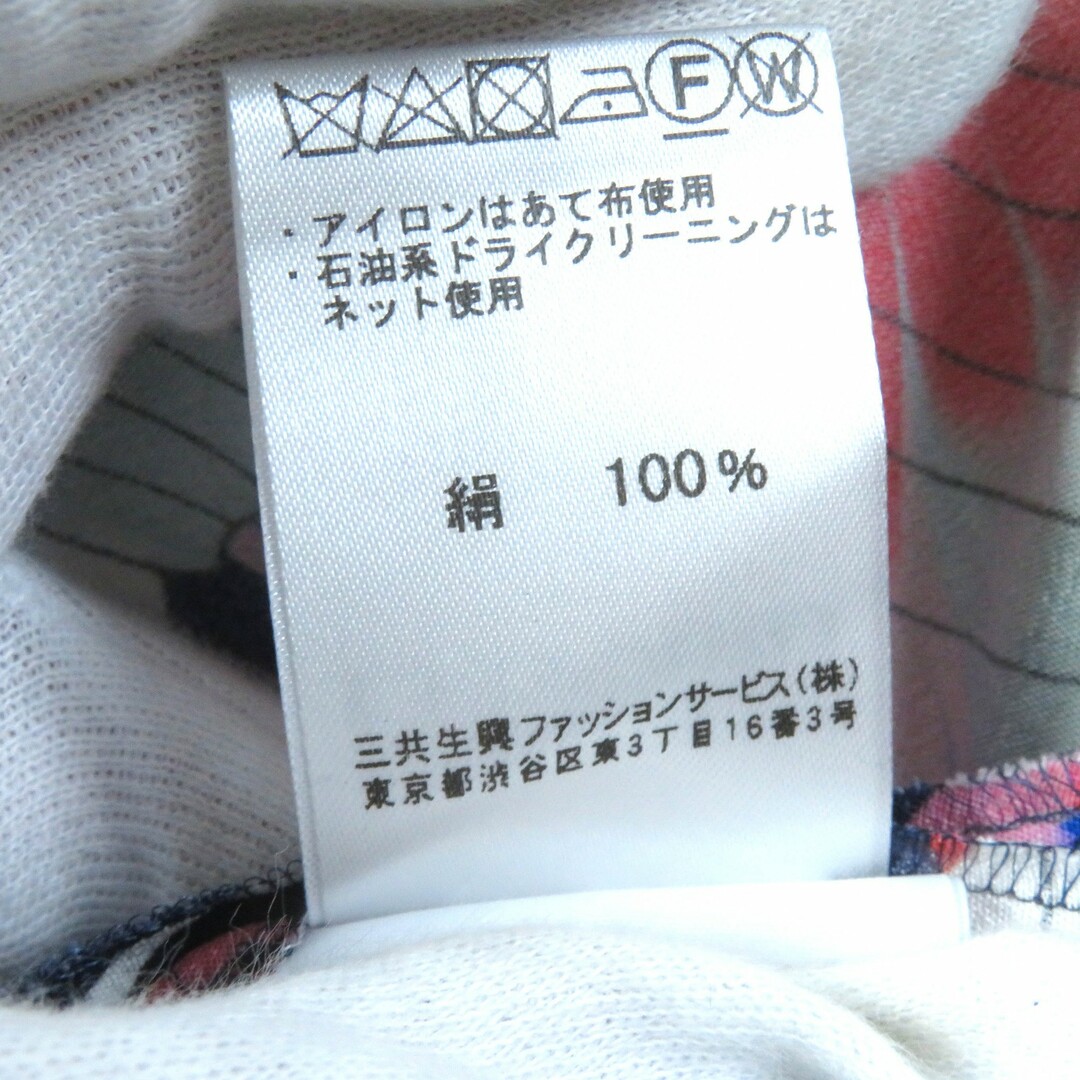 F W
・アイロンはあて布使用
・石油系ドライクリーニングは
ネット使用
絹 100%
三共生興ファッションサービス(株)
東京都渋谷区東3丁目16番3号